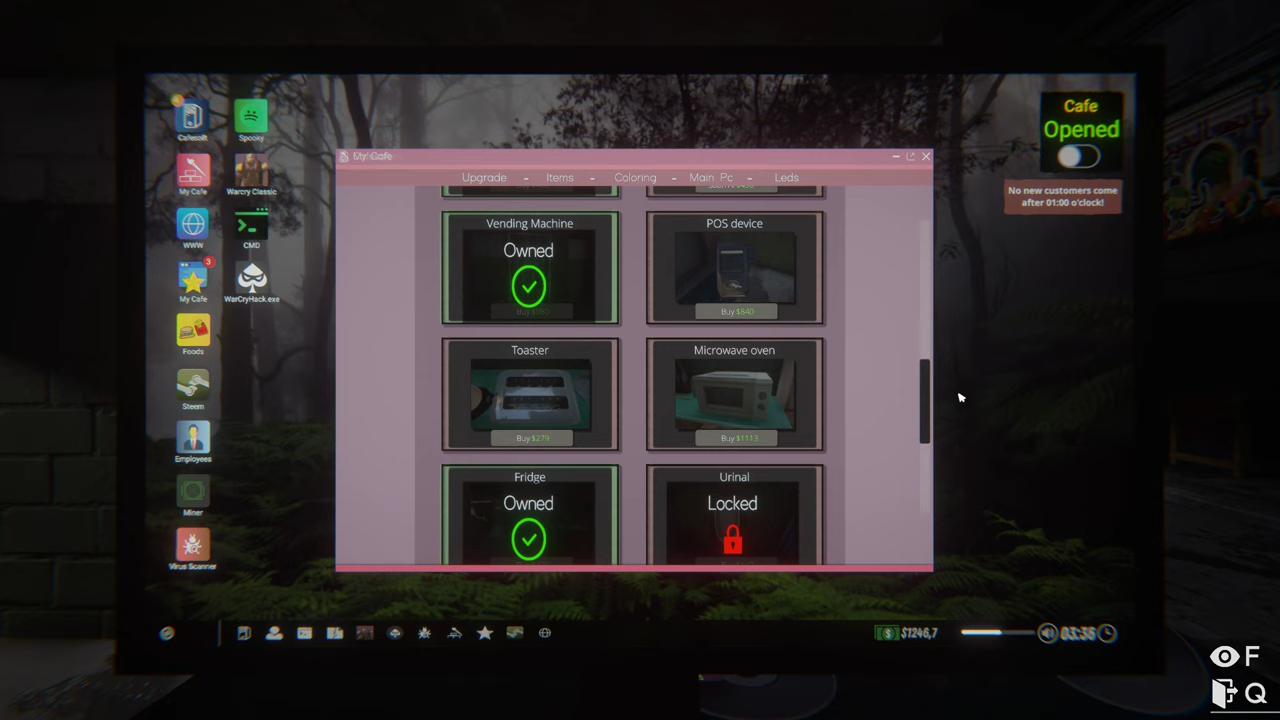 Cafesoft
Spooky
My Cafe
Warcry Classic
WWW
CMD
3
My Cafe
WarCryHack.exe
Foods
Steem
Employees
Miner
Virus Scanner
My Cafe
Upgrade - Items - Coloring - Main Pc - Leds
Vending Machine
Owned
POS device
Buy $840
Toaster
Buy $279
Microwave oven
Buy $1113
Fridge
Owned
Urinal
Locked
Cafe
Opened
No new customers come
after 01:00 o'clock!
$1246,7
03:36
F
Q